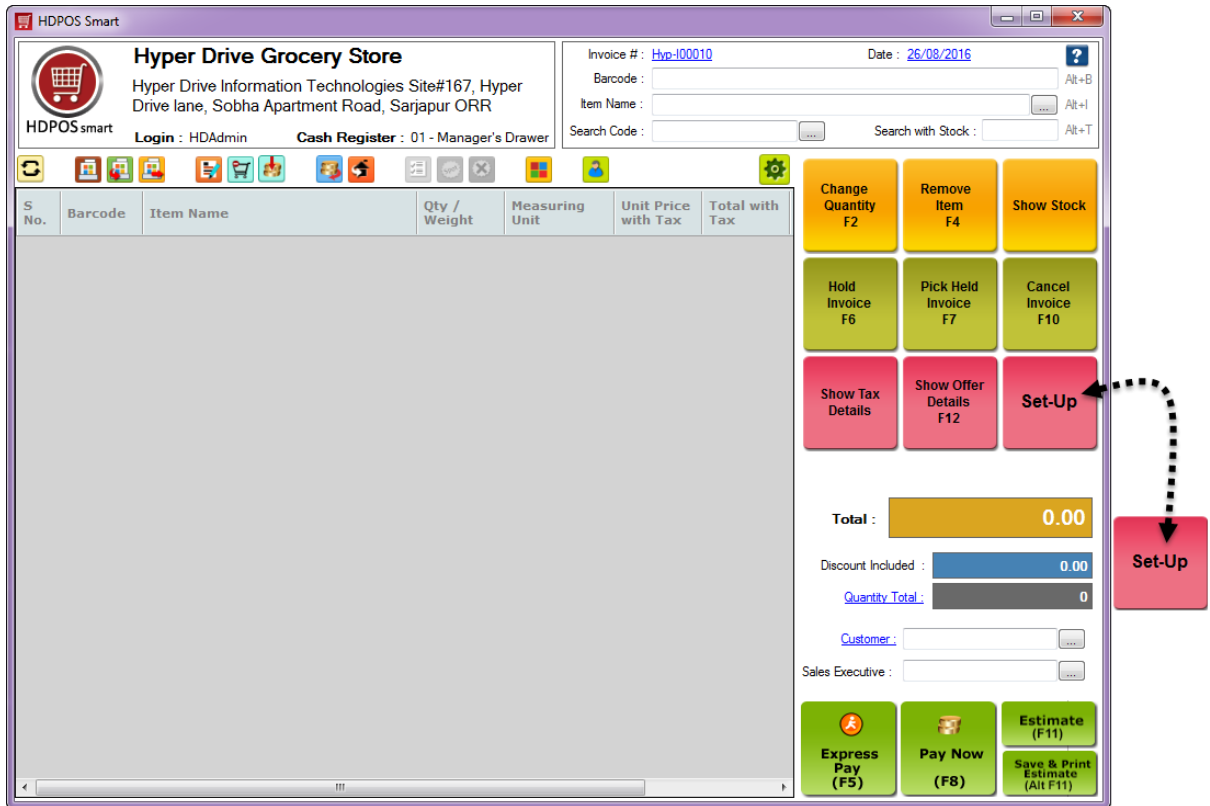 HDPOS Smart
HDPOS smart
Hyper Drive Grocery Store
Hyper Drive Information Technologies Site#167, Hyper
Drive lane, Sobha Apartment Road, Sarjapur ORR
Login : HDAdmin Cash Register : 01 - Manager's Drawer
Invoice # : Hyp-I00010 Date : 26/08/2016 ?
Barcode : Alt+B
Item Name : ... Alt+I
Search Code : ... Search with Stock : Alt+T
S No. Barcode Item Name Qty / Weight Measuring Unit Unit Price with Tax Total with Tax
Change
Quantity
F2
Remove
Item
F4
Show Stock
Hold
Invoice
F6
Pick Held
Invoice
F7
Cancel
Invoice
F10
Show Tax
Details
Show Offer
Details
F12
Set-Up
Total : 0.00
Discount Included : 0.00
Quantity Total : 0
Customer : ...
Sales Executive : ...
Express
Pay
(F5)
Pay Now
(F8)
Estimate
(F11)
Save & Print
Estimate
(Alt F11)
Set-Up